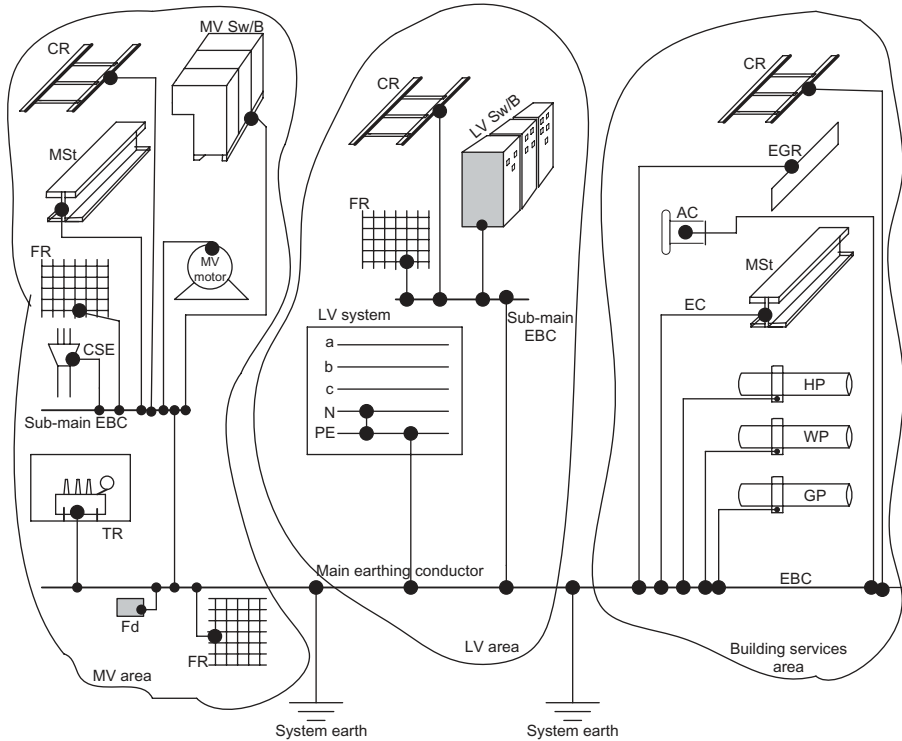 MV Sw/B
CR
MSt
FR
MV
motor
CSE
Sub-main EBC
TR
Fd
FR
MV area
CR
LV Sw/B
FR
Sub-main
EBC
LV system
a
b
c
N
PE
Main earthing conductor
LV area
System earth
System earth
CR
EGR
AC
MSt
EC
HP
WP
GP
EBC
Building services
area